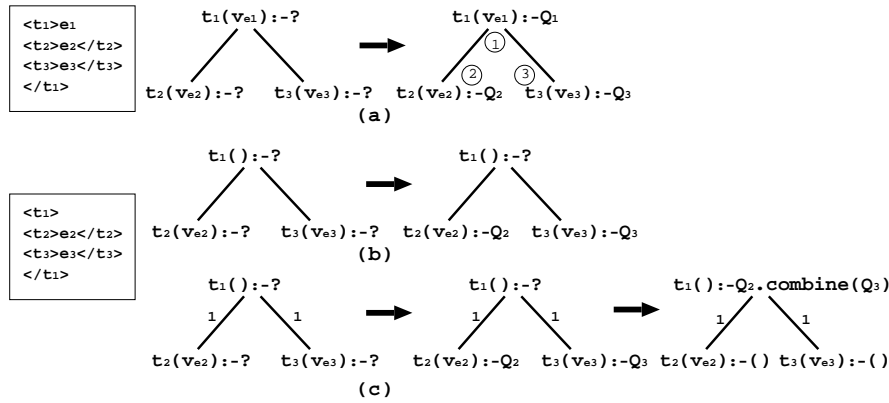 <t₁>e₁
<t₂>e₂</t₂>
<t₃>e₃</t₃>
</t₁>
t₁(vₑ₁):-?
t₁(vₑ₁):-Q₁
①
② ③
t₂(vₑ₂):-? t₃(vₑ₃):-? t₂(vₑ₂):-Q₂ t₃(vₑ₃):-Q₃
(a)
<t₁>
<t₂>e₂</t₂>
<t₃>e₃</t₃>
</t₁>
t₁():-? t₁():-?
t₂(vₑ₂):-? t₃(vₑ₃):-? t₂(vₑ₂):-Q₂ t₃(vₑ₃):-Q₃
(b)
t₁():-? t₁():-? t₁():-Q₂.combine(Q₃)
1 1 1 1 1 1
t₂(vₑ₂):-? t₃(vₑ₃):-? t₂(vₑ₂):-Q₂ t₃(vₑ₃):-Q₃ t₂(vₑ₂):-() t₃(vₑ₃):-()
(c)